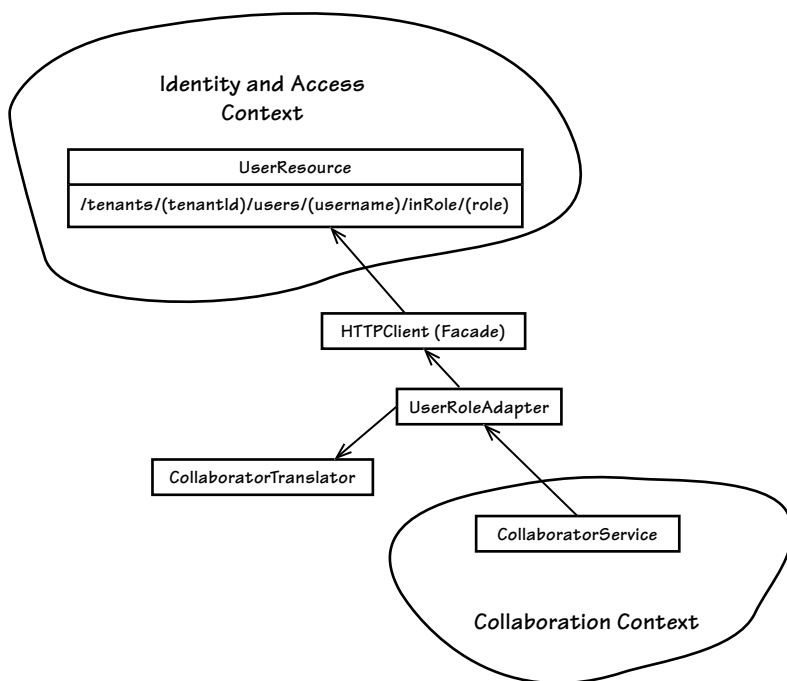 Identity and Access
Context
UserResource
/tenants/(tenantId)/users/(username)/inRole/(role)
HTTPClient (Facade)
UserRoleAdapter
CollaboratorTranslator
CollaboratorService
Collaboration Context